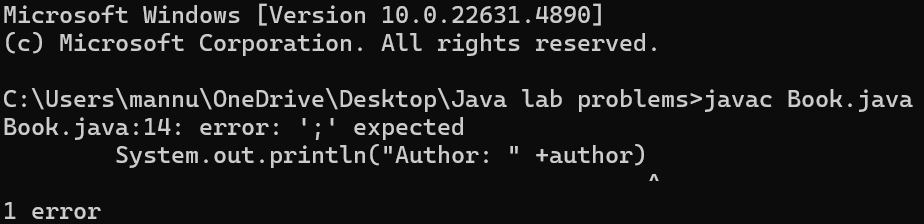 Microsoft Windows [Version 10.0.22631.4890]
(c) Microsoft Corporation. All rights reserved.
C:\Users\mannu\OneDrive\Desktop\Java lab problems>javac Book.java
Book.java:14: error: ';' expected
        System.out.println("Author: " +author)
                                              ^
1 error